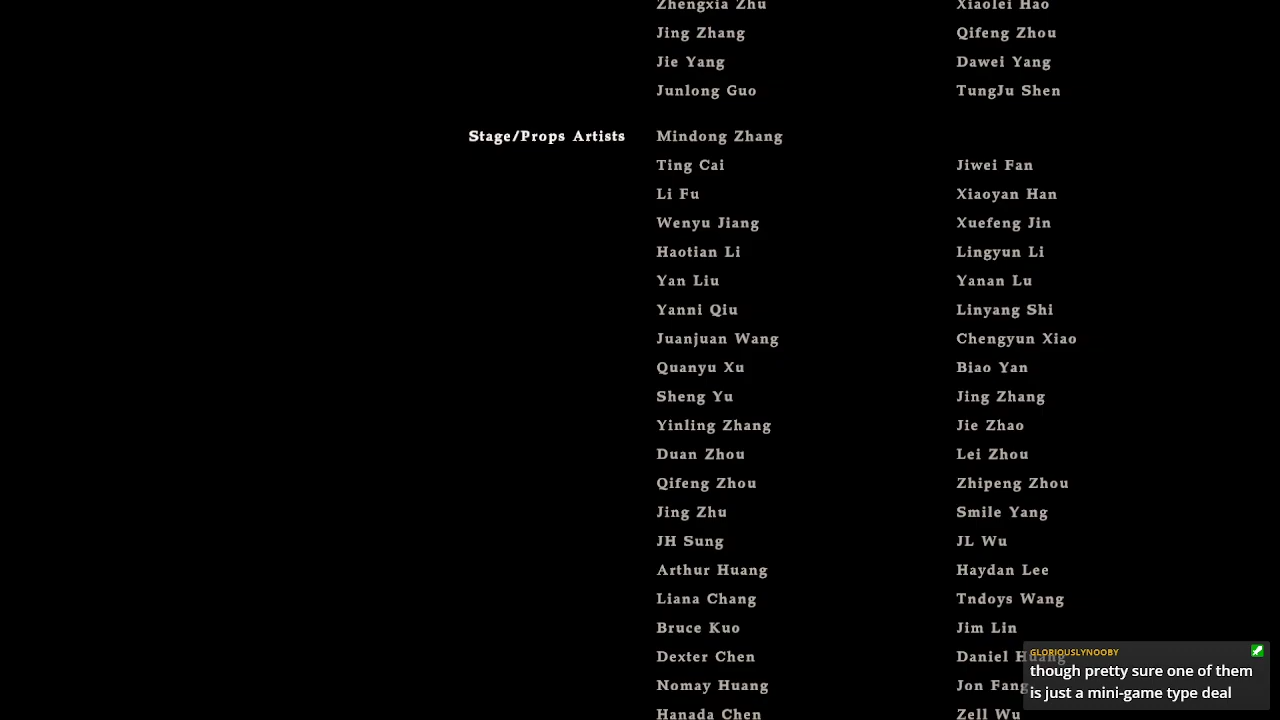 Zhengxia Zhu Xiaolei Hao
Jing Zhang Qifeng Zhou
Jie Yang Dawei Yang
Junlong Guo TungJu Shen
Stage/Props Artists Mindong Zhang
Ting Cai Jiwei Fan
Li Fu Xiaoyan Han
Wenyu Jiang Xuefeng Jin
Haotian Li Lingyun Li
Yan Liu Yanan Lu
Yanni Qiu Linyang Shi
Juanjuan Wang Chengyun Xiao
Quanyu Xu Biao Yan
Sheng Yu Jing Zhang
Yinling Zhang Jie Zhao
Duan Zhou Lei Zhou
Qifeng Zhou Zhipeng Zhou
Jing Zhu Smile Yang
JH Sung JL Wu
Arthur Huang Haydan Lee
Liana Chang Tndoys Wang
Bruce Kuo Jim Lin
Dexter Chen Daniel Huang
Nomay Huang Jon Fang
Hanada Chen Zell Wu
GLORIOUSLYNOOBY
though pretty sure one of them
is just a mini-game type deal